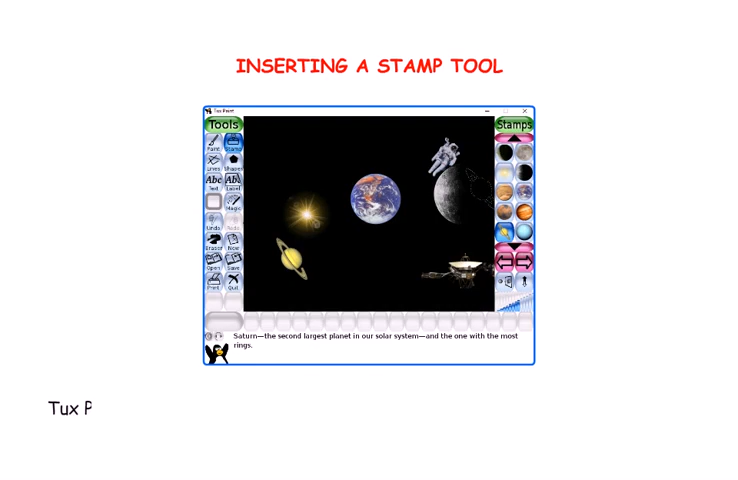 INSERTING A STAMP TOOL
Tux Paint
Tools
Stamps
Paint
Stamp
Lines
Shapes
Abc
Abc
Text
Label
Magic
Undo
Redo
Eraser
New
Open
Save
Print
Quit
Saturn—the second largest planet in our solar system—and the one with the most
rings.
Tux P